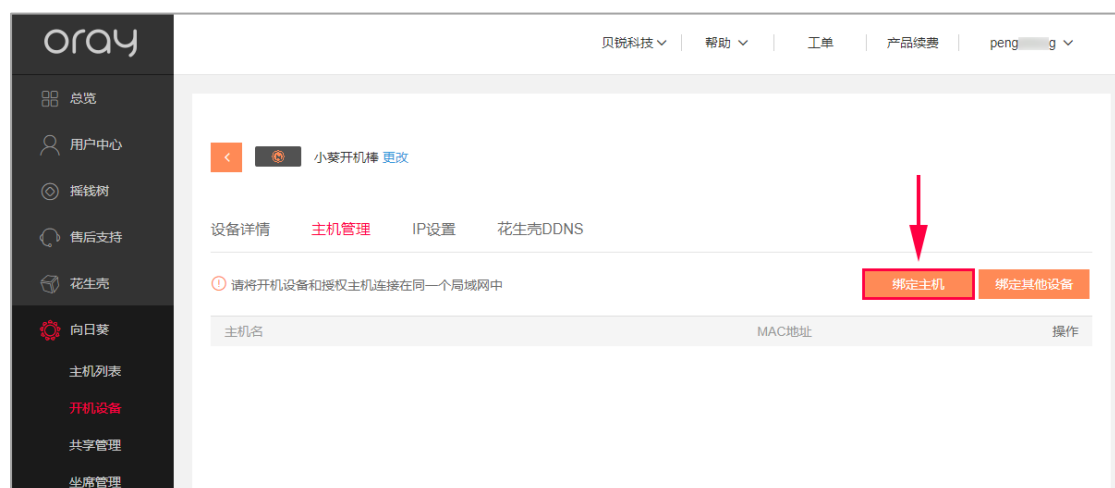 oray
贝锐科技 帮助 工单 产品续费 peng g
总览
用户中心
摇钱树
售后支持
花生壳
向日葵
主机列表
开机设备
共享管理
坐席管理
小葵开机棒 更改
设备详情 主机管理 IP设置 花生壳DDNS
请将开机设备和授权主机连接在同一个局域网中
绑定主机 绑定其他设备
主机名 MAC地址 操作